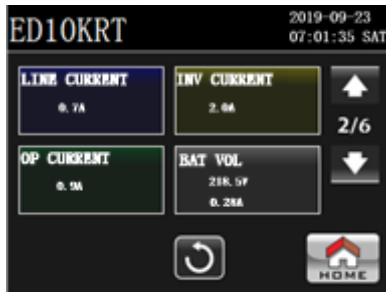 ED10KRT
2019-09-23
07:01:35 SAT
LINE CURRENT
0.7A
INV CURRENT
2.0A
2/6
OP CURRENT
0.9A
BAT VOL
218.5V
0.28A
HOME